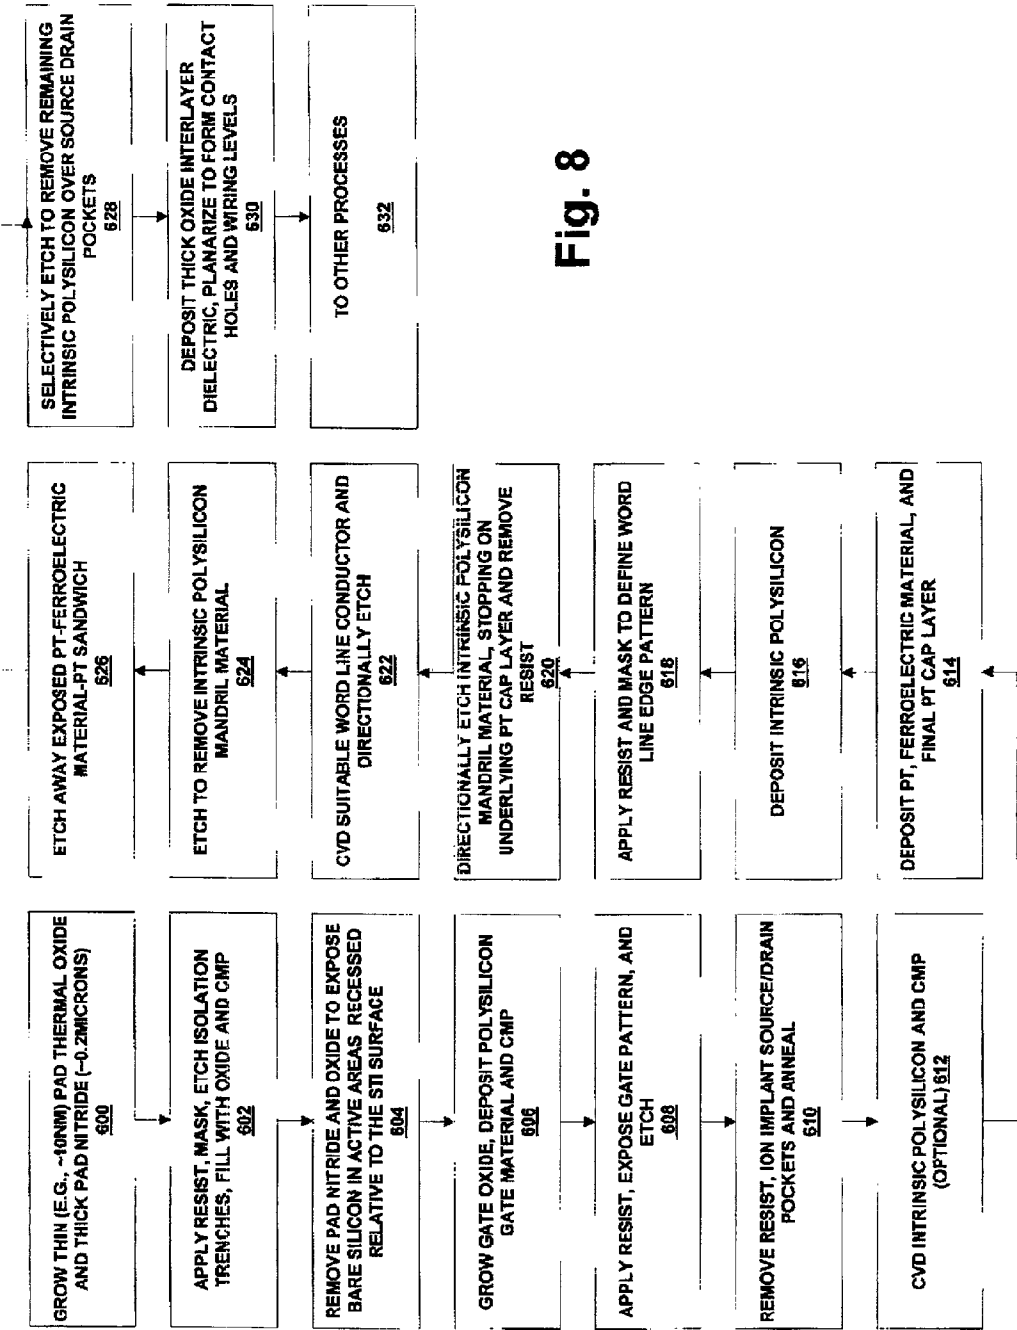 GROW THIN (E.G., ~10NM) PAD THERMAL OXIDE
AND THICK PAD NITRIDE (~0.2MICRONS)
600
APPLY RESIST, MASK, ETCH ISOLATION
TRENCHES, FILL WITH OXIDE AND CMP
602
REMOVE PAD NITRIDE AND OXIDE TO EXPOSE
BARE SILICON IN ACTIVE AREAS RECESSED
RELATIVE TO THE STI SURFACE
604
GROW GATE OXIDE, DEPOSIT POLYSILICON
GATE MATERIAL AND CMP
606
APPLY RESIST, EXPOSE GATE PATTERN, AND
ETCH
608
REMOVE RESIST, ION IMPLANT SOURCE/DRAIN
POCKETS AND ANNEAL
610
CVD INTRINSIC POLYSILICON AND CMP
(OPTIONAL) 612
DEPOSIT PT, FERROELECTRIC MATERIAL, AND
FINAL PT CAP LAYER
614
DEPOSIT INTRINSIC POLYSILICON
616
APPLY RESIST AND MASK TO DEFINE WORD
LINE EDGE PATTERN
618
DIRECTIONALLY ETCH INTRINSIC POLYSILICON
MANDRIL MATERIAL, STOPPING ON
UNDERLYING PT CAP LAYER AND REMOVE
RESIST
620
CVD SUITABLE WORD LINE CONDUCTOR AND
DIRECTIONALLY ETCH
622
ETCH TO REMOVE INTRINSIC POLYSILICON
MANDRIL MATERIAL
624
ETCH AWAY EXPOSED PT-FERROELECTRIC
MATERIAL-PT SANDWICH
626
SELECTIVELY ETCH TO REMOVE REMAINING
INTRINSIC POLYSILICON OVER SOURCE DRAIN
POCKETS
628
DEPOSIT THICK OXIDE INTERLAYER
DIELECTRIC, PLANARIZE TO FORM CONTACT
HOLES AND WIRING LEVELS
630
TO OTHER PROCESSES
632
Fig. 8